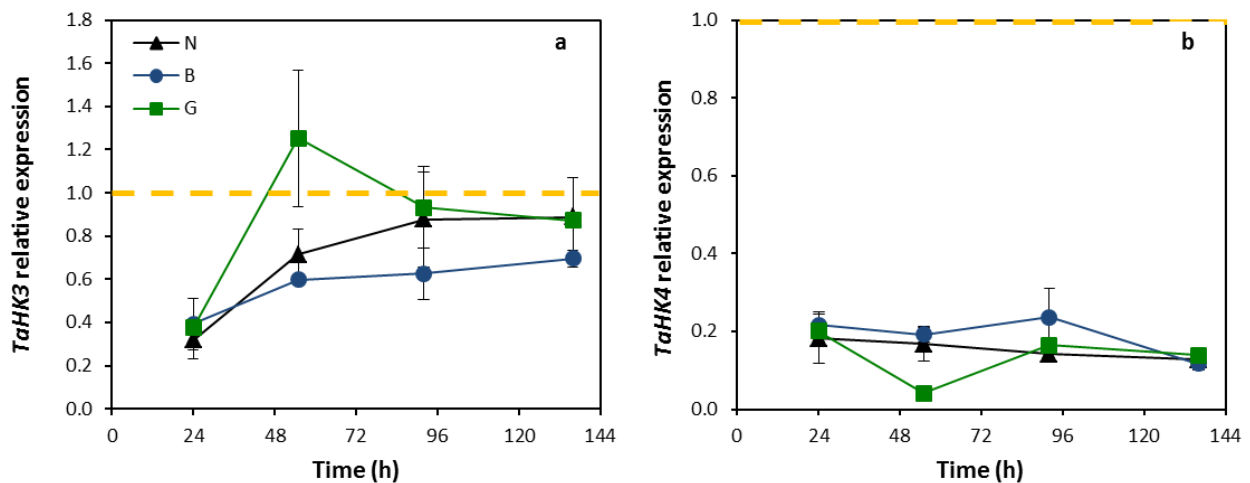 TaHK3 relative expression
1.8
1.6
1.4
1.2
1.0
0.8
0.6
0.4
0.2
0.0
N
B
G
a
0 24 48 72 96 120 144
Time (h)
TaHK4 relative expression
1.0
0.8
0.6
0.4
0.2
0.0
b
0 24 48 72 96 120 144
Time (h)